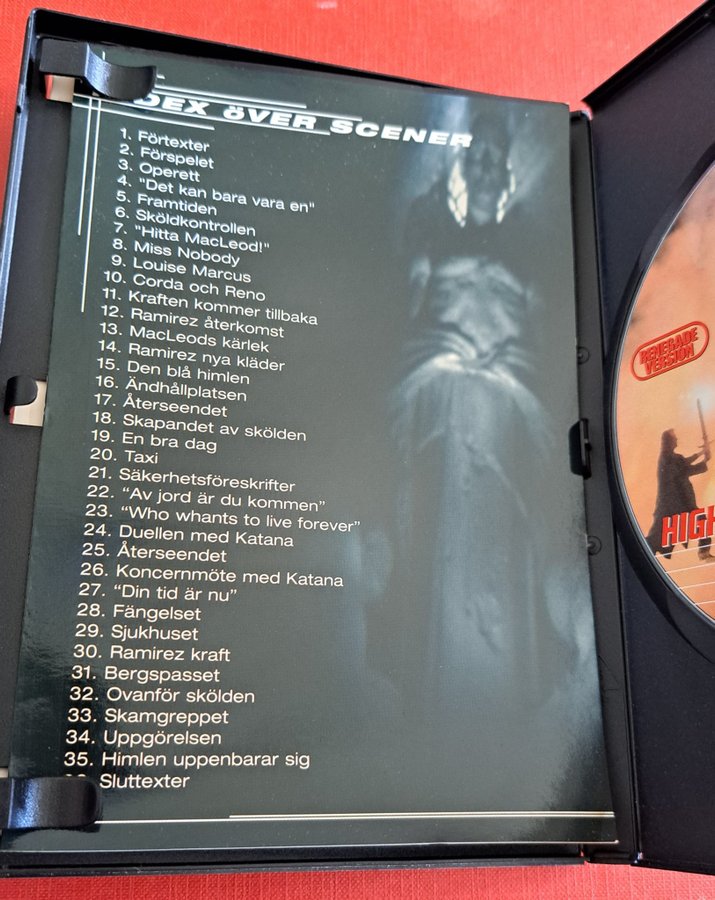 DEX ÖVER SCENER
1. Förtexter
2. Förspelet
3. Operett
4. "Det kan bara vara en"
5. Framtiden
6. Sköldkontrollen
7. "Hitta MacLeod!"
8. Miss Nobody
9. Louise Marcus
10. Corda och Reno
11. Kraften kommer tillbaka
12. Ramirez återkomst
13. MacLeods kärlek
14. Ramirez nya kläder
15. Den blå himlen
16. Ändhållplatsen
17. Återseendet
18. Skapandet av skölden
19. En bra dag
20. Taxi
21. Säkerhetsföreskrifter
22. “Av jord är du kommen”
23. “Who whants to live forever”
24. Duellen med Katana
25. Återseendet
26. Koncernmöte med Katana
27. “Din tid är nu”
28. Fängelset
29. Sjukhuset
30. Ramirez kraft
31. Bergspasset
32. Ovanför skölden
33. Skamgreppet
34. Uppgörelsen
35. Himlen uppenbarar sig
Sluttexter
RENEGADE
VERSION
HIGH